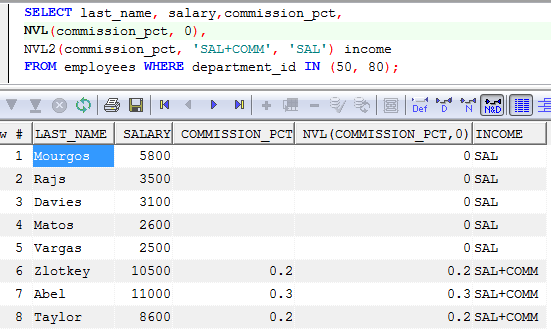 SELECT last_name, salary,commission_pct,
NVL(commission_pct, 0),
NVL2(commission_pct, 'SAL+COMM', 'SAL') income
FROM employees WHERE department_id IN (50, 80);
Def D N N&D
w # LAST_NAME SALARY COMMISSION_PCT NVL(COMMISSION_PCT,0) INCOME
1 Mourgos 5800 0 SAL
2 Rajs 3500 0 SAL
3 Davies 3100 0 SAL
4 Matos 2600 0 SAL
5 Vargas 2500 0 SAL
6 Zlotkey 10500 0.2 0.2 SAL+COMM
7 Abel 11000 0.3 0.3 SAL+COMM
8 Taylor 8600 0.2 0.2 SAL+COMM